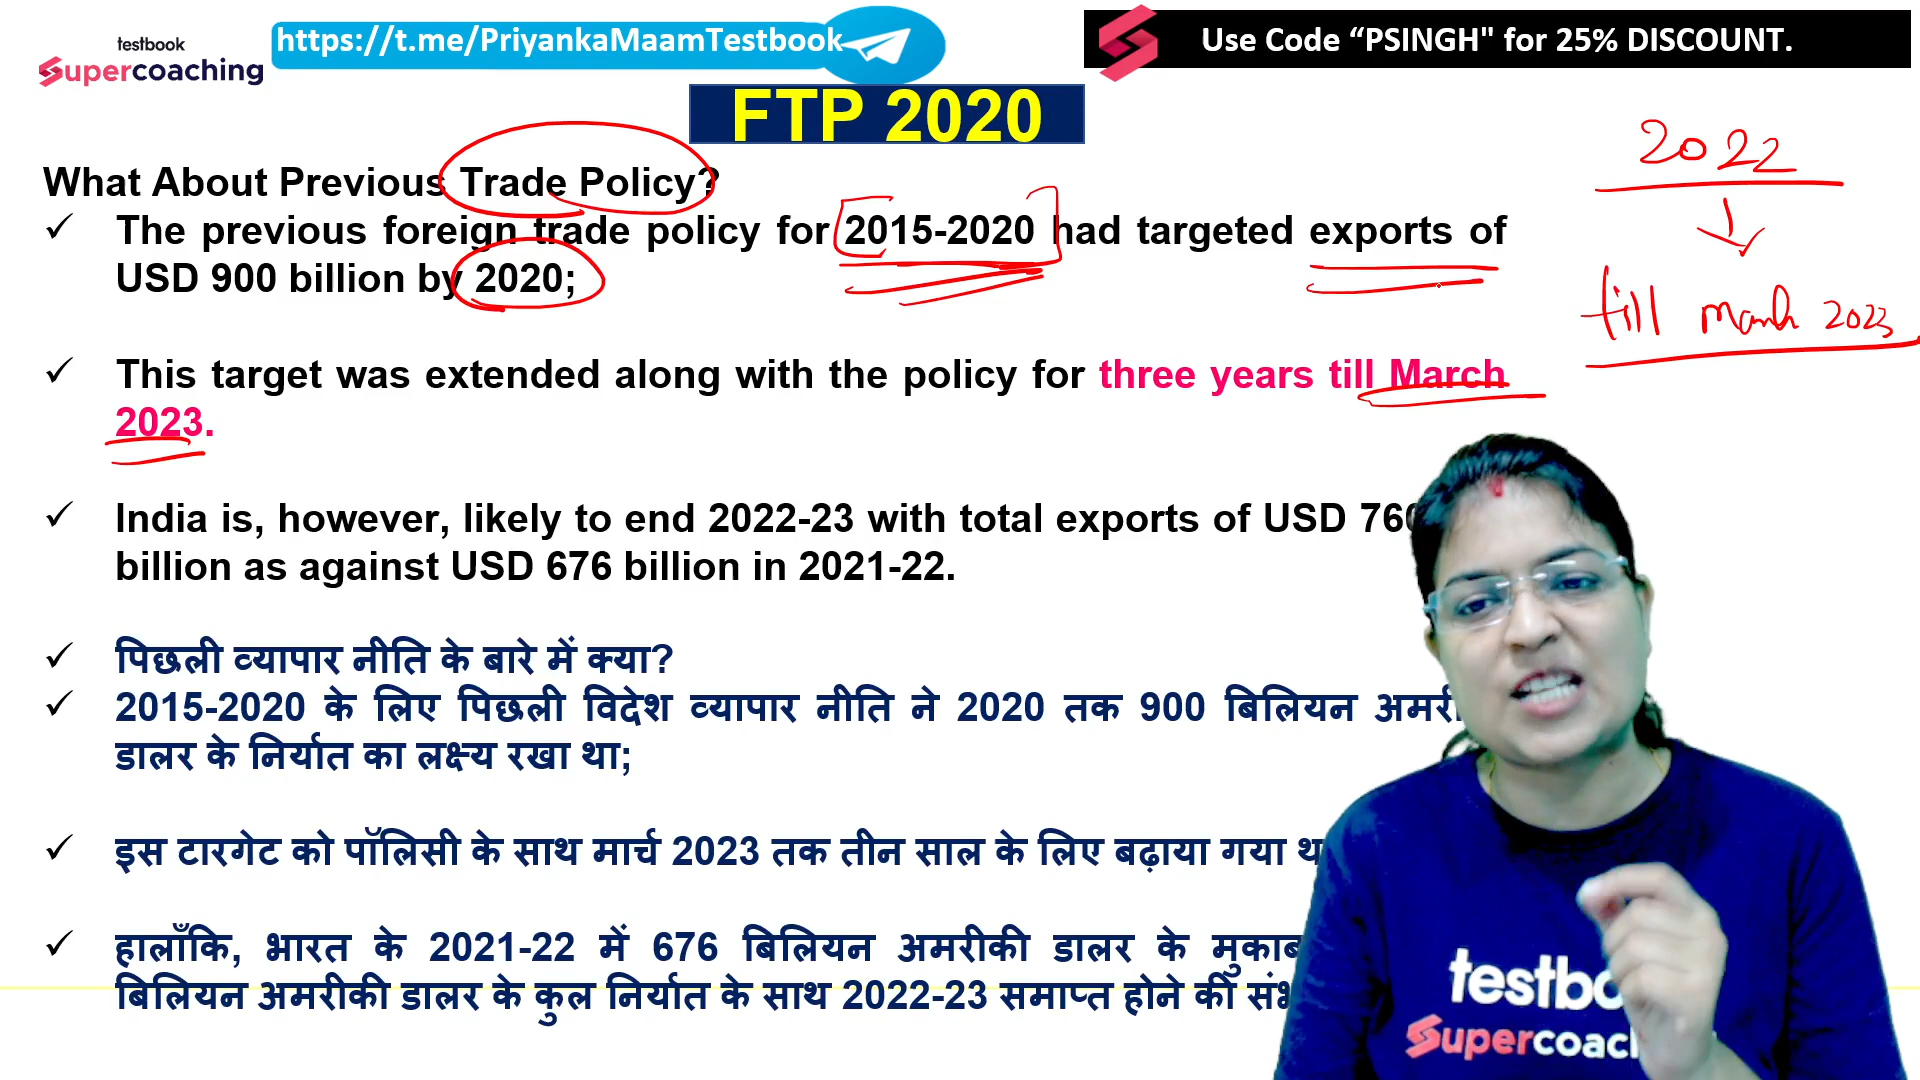 testbook
Supercoaching
https://t.me/PriyankaMaamTestbook
Use Code “PSINGH" for 25% DISCOUNT.
FTP 2020
2022
till March 2023
What About Previous Trade Policy?
✓ The previous foreign trade policy for 2015-2020 had targeted exports of
USD 900 billion by 2020;
✓ This target was extended along with the policy for three years till March
2023.
✓ India is, however, likely to end 2022-23 with total exports of USD 760
billion as against USD 676 billion in 2021-22.
✓ पिछली व्यापार नीति के बारे में क्या?
✓ 2015-2020 के लिए पिछली विदेश व्यापार नीति ने 2020 तक 900 बिलियन
डालर के निर्यात का लक्ष्य रखा था;
✓ इस टारगेट को पॉलिसी के साथ मार्च 2023 तक तीन साल के लिए बढ़ाया गया
✓ हालाँकि, भारत के 2021-22 में 676 बिलियन अमरीकी डालर के
बिलियन अमरीकी डालर के कुल निर्यात के साथ 2022-23 समाप्त होने की
testbo
Supercoac